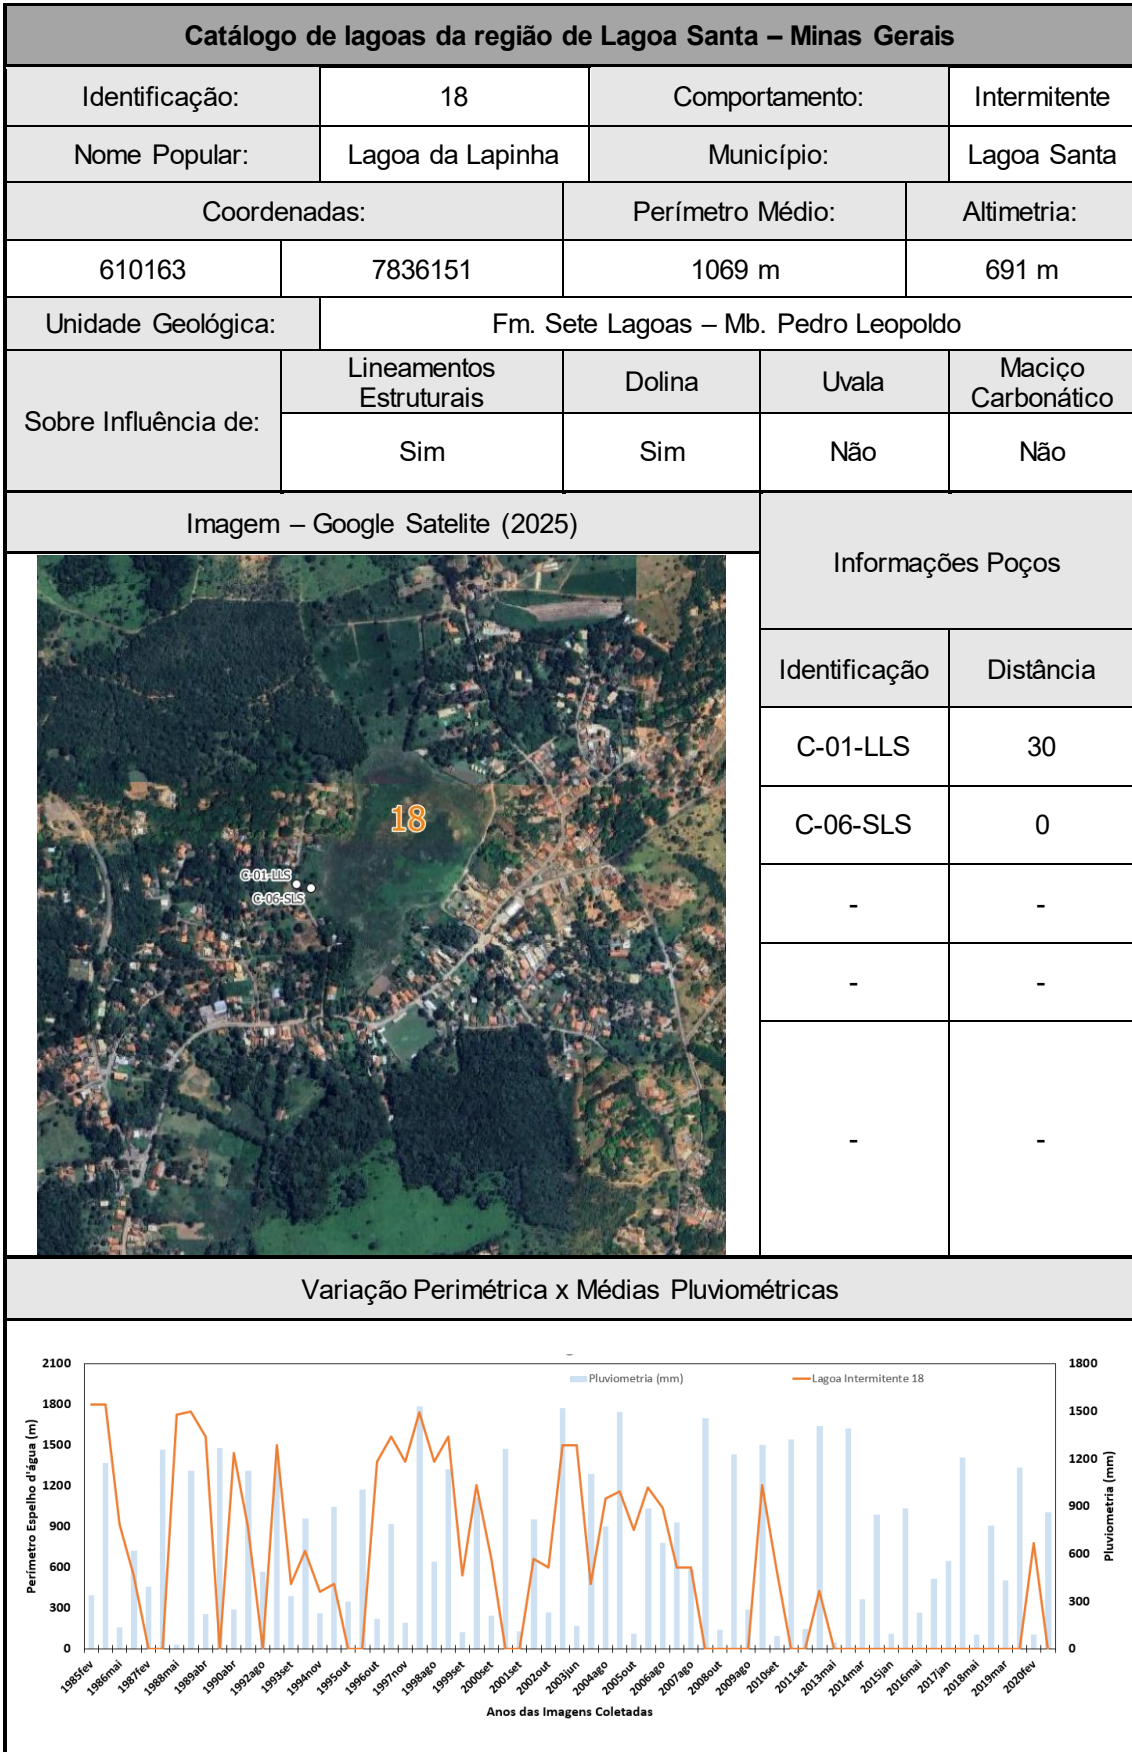 Catálogo de lagoas da região de Lagoa Santa – Minas Gerais
Identificação: 18 Comportamento: Intermitente
Nome Popular: Lagoa da Lapinha Município: Lagoa Santa
Coordenadas: Perímetro Médio: Altimetria:
610163 7836151 1069 m 691 m
Unidade Geológica: Fm. Sete Lagoas – Mb. Pedro Leopoldo
Sobre Influência de:
Lineamentos
Estruturais
Dolina Uvala
Maciço
Carbonático
Sim Sim Não Não
Imagem – Google Satelite (2025)
Informações Poços
Identificação Distância
C-01-LLS 30
C-06-SLS 0
- -
- -
- -
18
C-01-LLS
C-06-SLS
Variação Perimétrica x Médias Pluviométricas
Pluviometria (mm) Lagoa Intermitente 18
Perímetro Espelho d'água (m)
2100
1800
1500
1200
900
600
300
0
Pluviometria (mm)
1800
1500
1200
900
600
300
0
1985fev 1986mai 1987fev 1988mai 1989abr 1990abr 1992ago 1993set 1994nov 1995out 1996out 1997nov 1998ago 1999set 2000set 2001set 2002out 2003jun 2004ago 2005out 2006ago 2007ago 2008out 2009ago 2010set 2011set 2013mai 2014mar 2015jan 2016mai 2017jan 2018mai 2019mar 2020fev
Anos das Imagens Coletadas